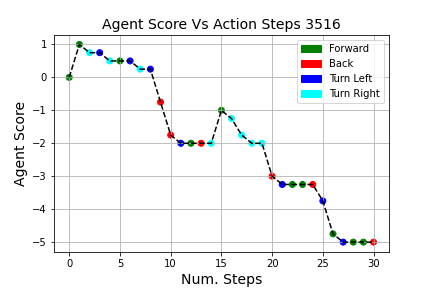 Agent Score Vs Action Steps 3516
Agent Score
1
0
−1
−2
−3
−4
−5
Forward
Back
Turn Left
Turn Right
0 5 10 15 20 25 30
Num. Steps